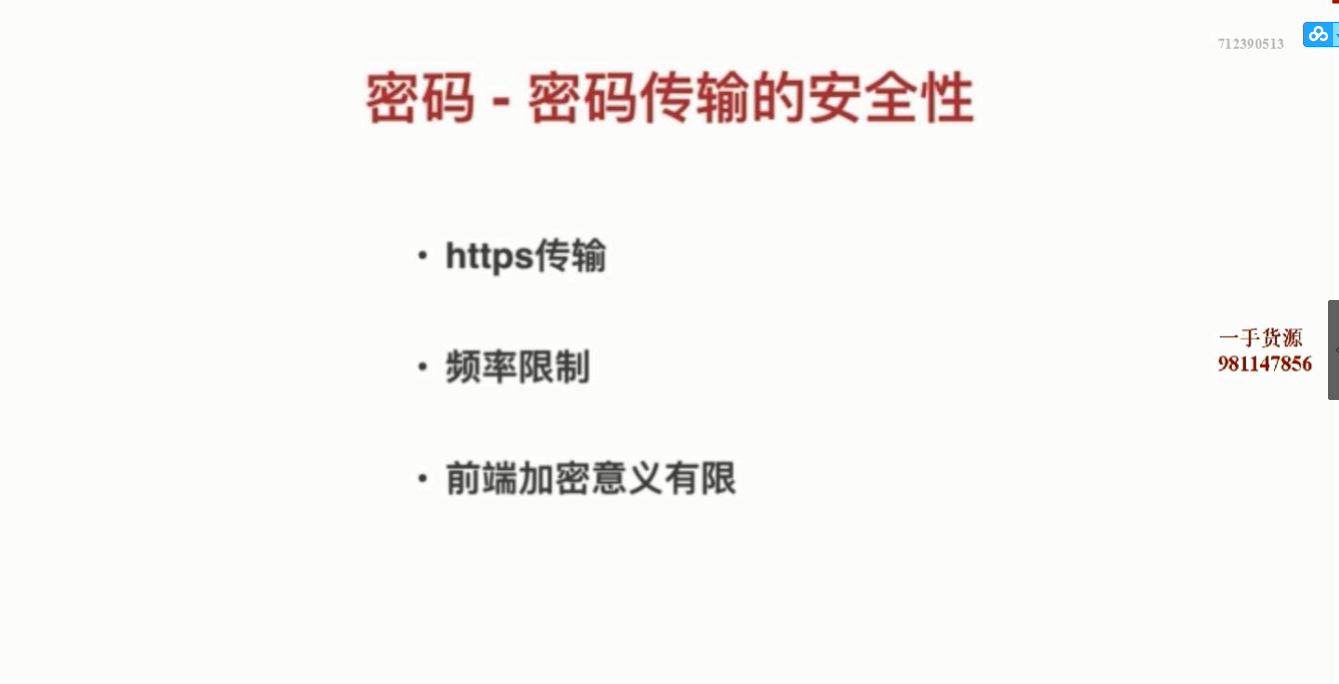 712390513
密码 - 密码传输的安全性
• https传输
• 频率限制
• 前端加密意义有限
一手货源
981147856